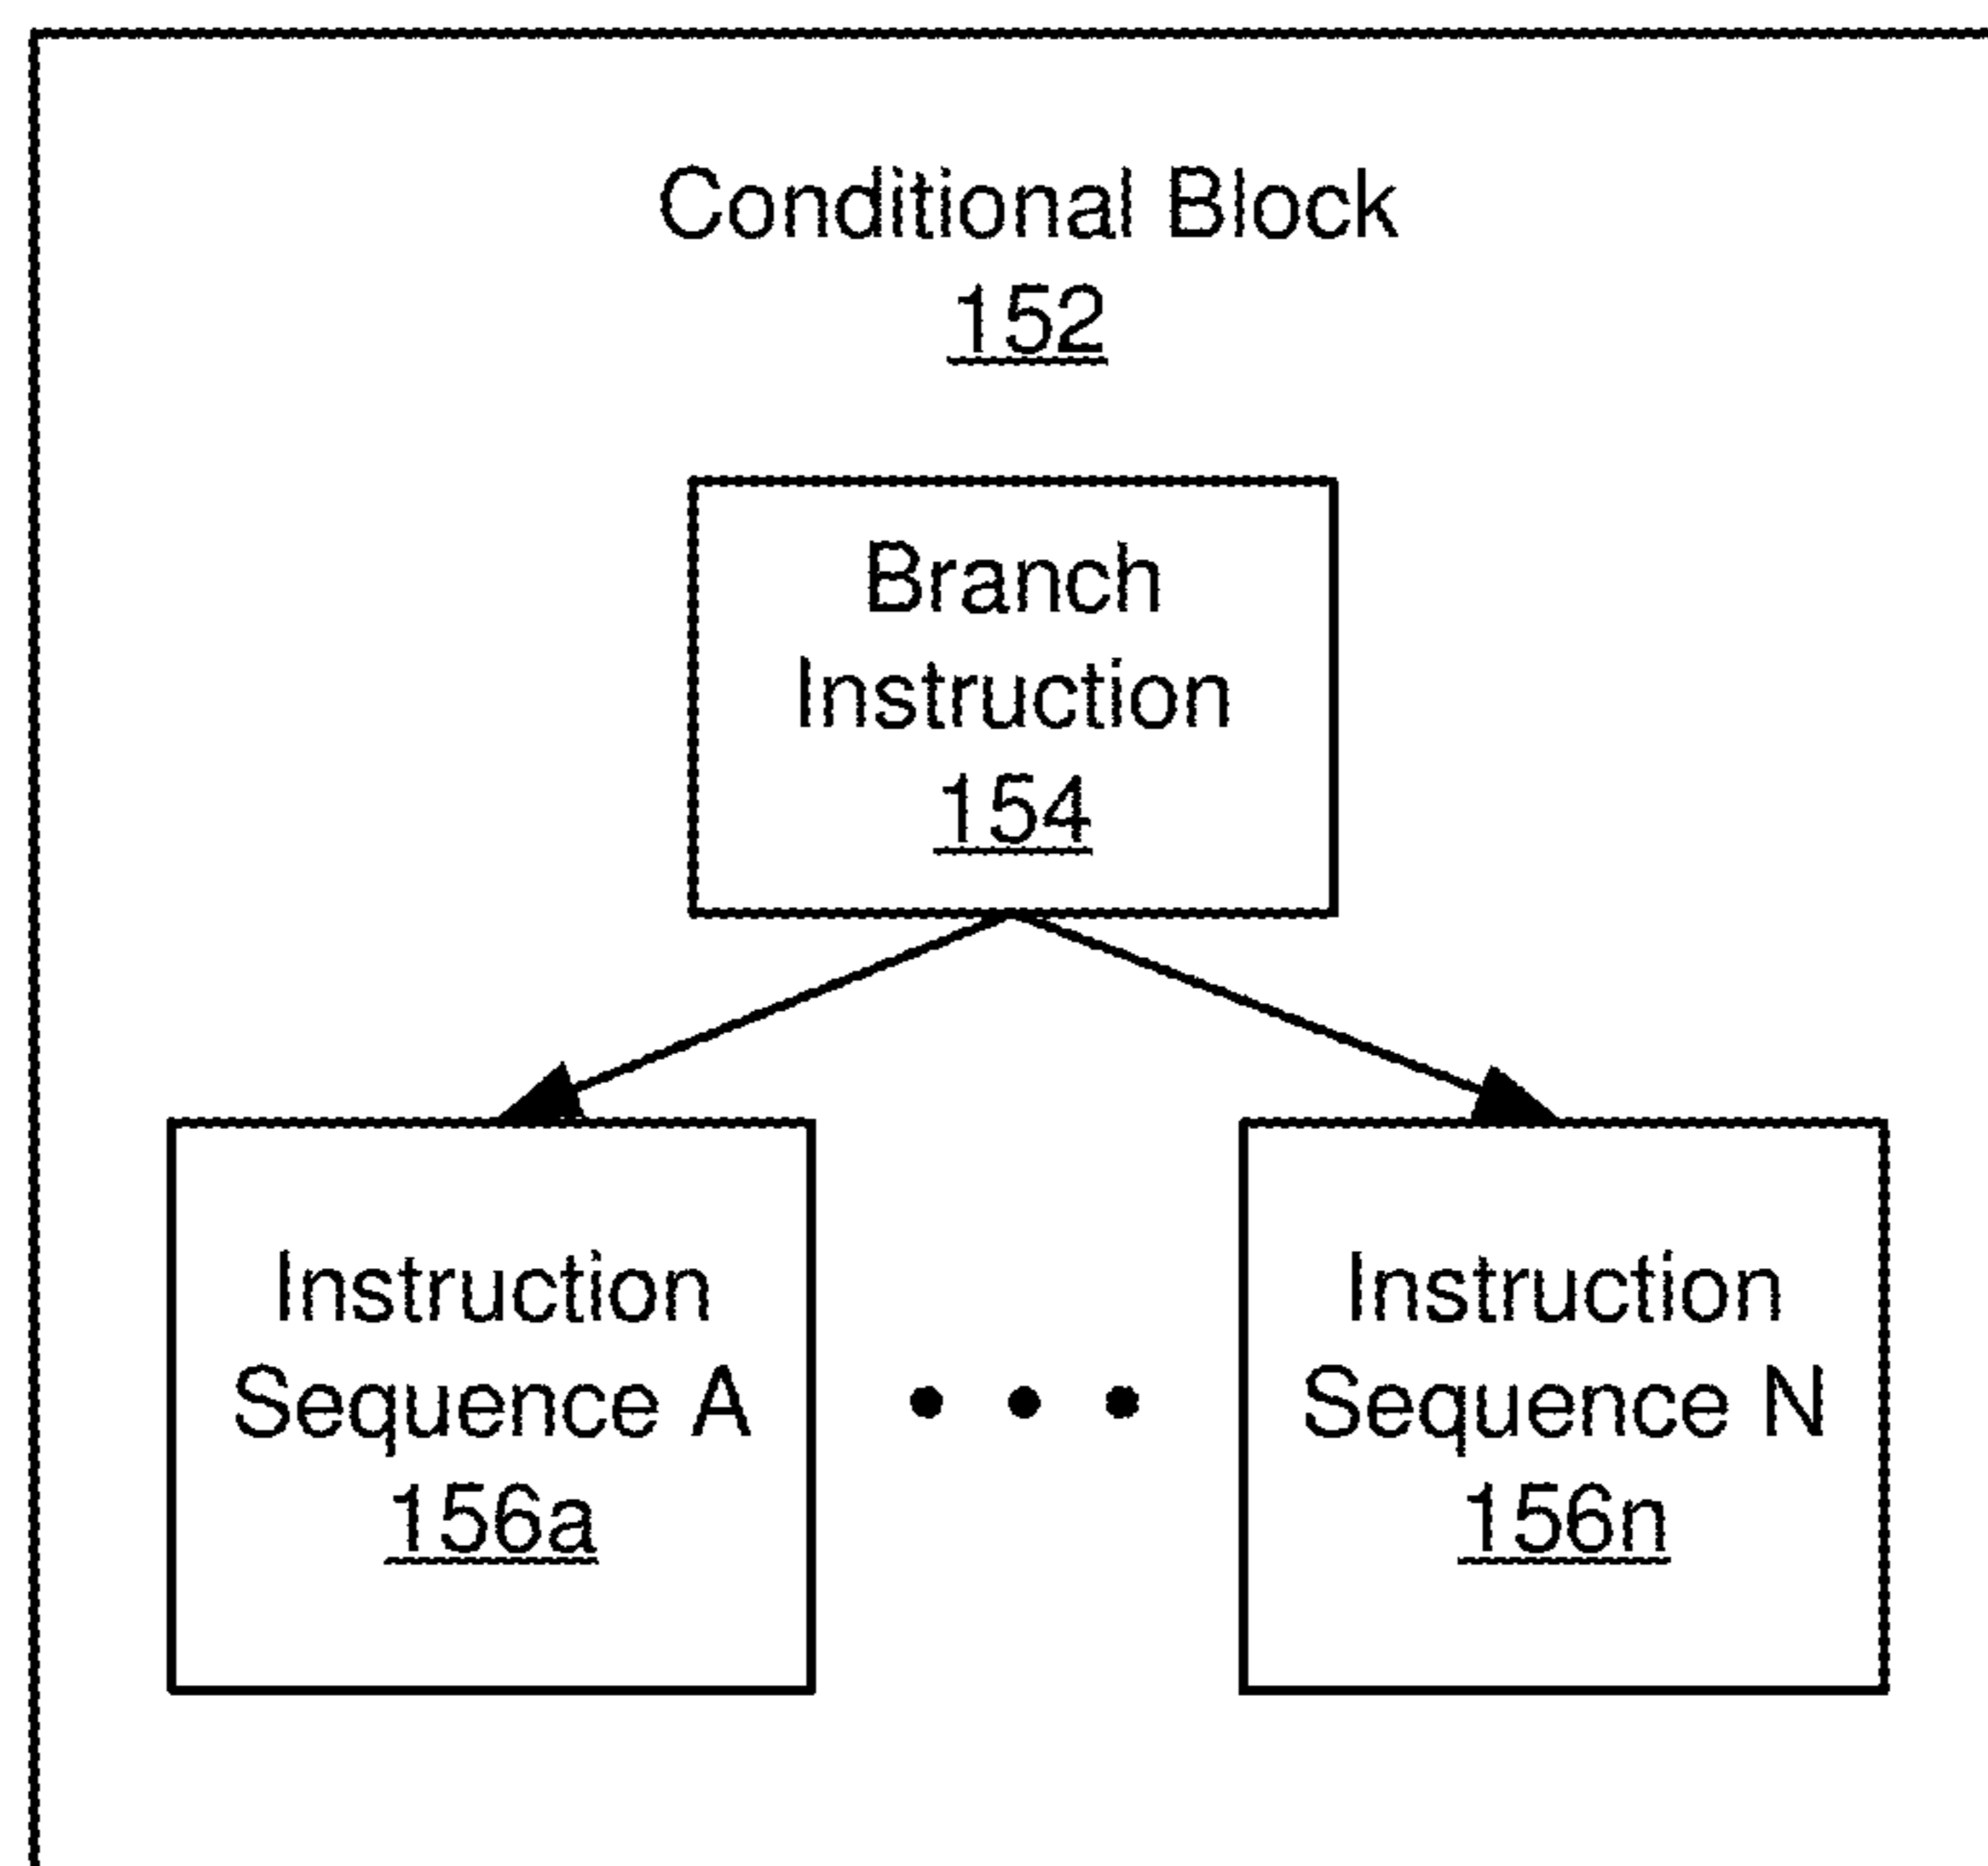 Conditional Block
152
Branch
Instruction
154
Instruction
Sequence A
156a
Instruction
Sequence N
156n